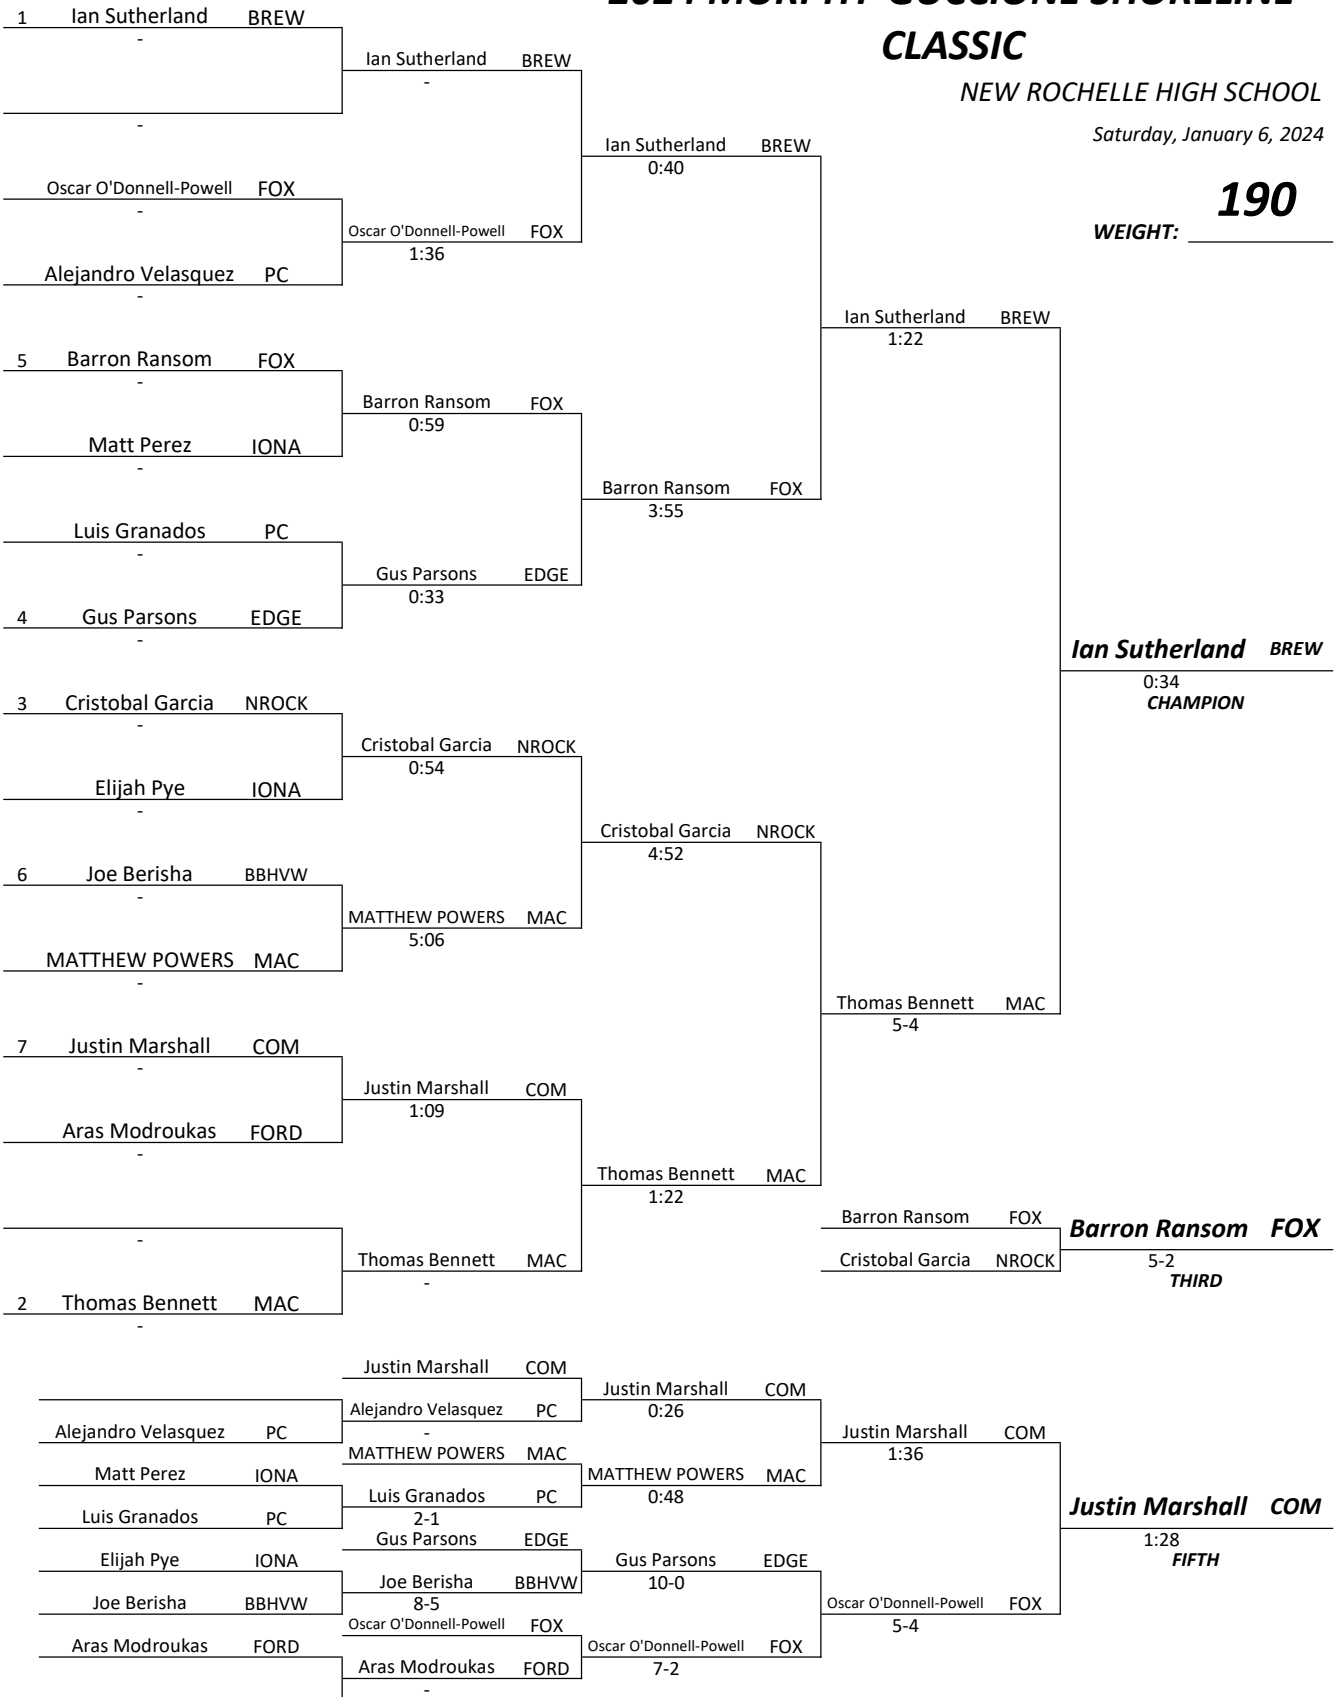 CLASSIC
NEW ROCHELLE HIGH SCHOOL
Saturday, January 6, 2024
190
WEIGHT:
1 Ian Sutherland BREW
-
-
Oscar O'Donnell-Powell FOX
-
Alejandro Velasquez PC
-
5 Barron Ransom FOX
-
Matt Perez IONA
-
Luis Granados PC
-
4 Gus Parsons EDGE
-
3 Cristobal Garcia NROCK
-
Elijah Pye IONA
-
6 Joe Berisha BBHVW
-
MATTHEW POWERS MAC
-
7 Justin Marshall COM
-
Aras Modroukas FORD
-
-
2 Thomas Bennett MAC
-
Ian Sutherland BREW
-
Oscar O'Donnell-Powell FOX
1:36
Barron Ransom FOX
0:59
Gus Parsons EDGE
0:33
Cristobal Garcia NROCK
0:54
MATTHEW POWERS MAC
5:06
Justin Marshall COM
1:09
Thomas Bennett MAC
-
Ian Sutherland BREW
0:40
Barron Ransom FOX
3:55
Cristobal Garcia NROCK
4:52
Thomas Bennett MAC
1:22
Ian Sutherland BREW
1:22
Thomas Bennett MAC
5-4
Ian Sutherland BREW
0:34
CHAMPION
Barron Ransom FOX
Cristobal Garcia NROCK
Barron Ransom FOX
5-2
THIRD
Alejandro Velasquez PC
Matt Perez IONA
Luis Granados PC
Elijah Pye IONA
Joe Berisha BBHVW
Aras Modroukas FORD
Justin Marshall COM
Alejandro Velasquez PC
-
MATTHEW POWERS MAC
Luis Granados PC
2-1
Gus Parsons EDGE
Joe Berisha BBHVW
8-5
Oscar O'Donnell-Powell FOX
Aras Modroukas FORD
-
Justin Marshall COM
0:26
MATTHEW POWERS MAC
0:48
Gus Parsons EDGE
10-0
Oscar O'Donnell-Powell FOX
7-2
Justin Marshall COM
1:36
Oscar O'Donnell-Powell FOX
5-4
Justin Marshall COM
1:28
FIFTH